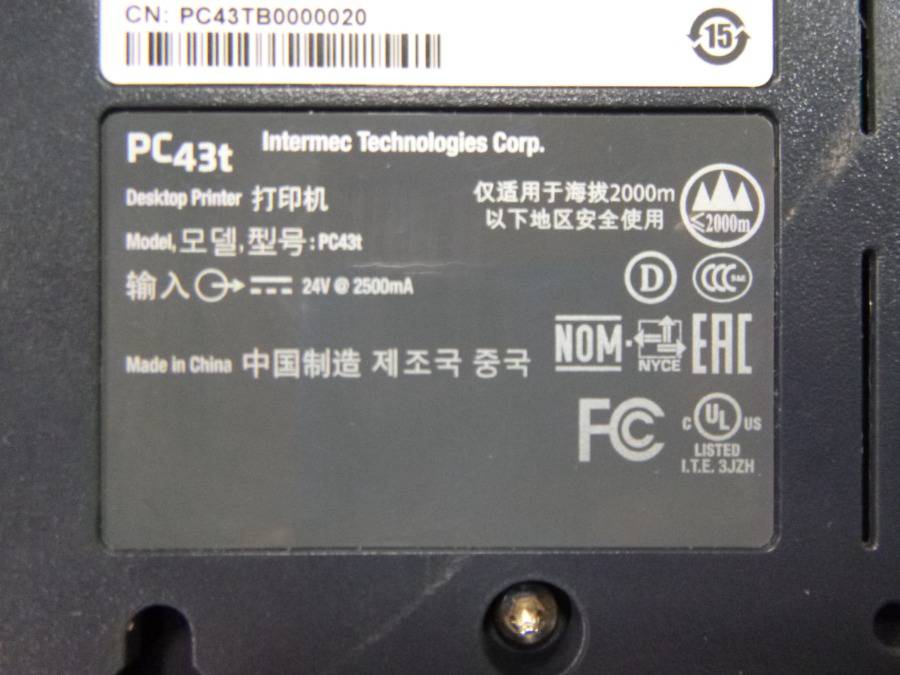 CN: PC43TB0000020
15
PC43t Intermec Technologies Corp.
Desktop Printer 打印机
仅适用于海拔2000m
以下地区安全使用
≤2000m
Model, 모델, 型号: PC43t
输入 24V @ 2500mA
D CCC
NOM NYCE EAC
Made in China 中国制造 제조국 중국
FC
C UL US
LISTED
I.T.E. 3JZH